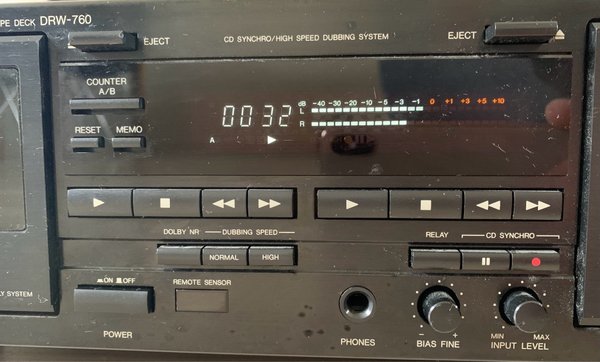 PE DECK DRW-760
EJECT
CD SYNCHRO/HIGH SPEED DUBBING SYSTEM
EJECT
COUNTER
A/B
RESET MEMO
0032
dB -40 -30 -20 -10 -5 -3 -1 0 +1 +3 +5 +10
L
R
A
DOLBY NR DUBBING SPEED
NORMAL HIGH
RELAY CD SYNCHRO
LY SYSTEM
ON OFF
POWER
REMOTE SENSOR
PHONES
- +
BIAS FINE
MIN MAX
INPUT LEVEL